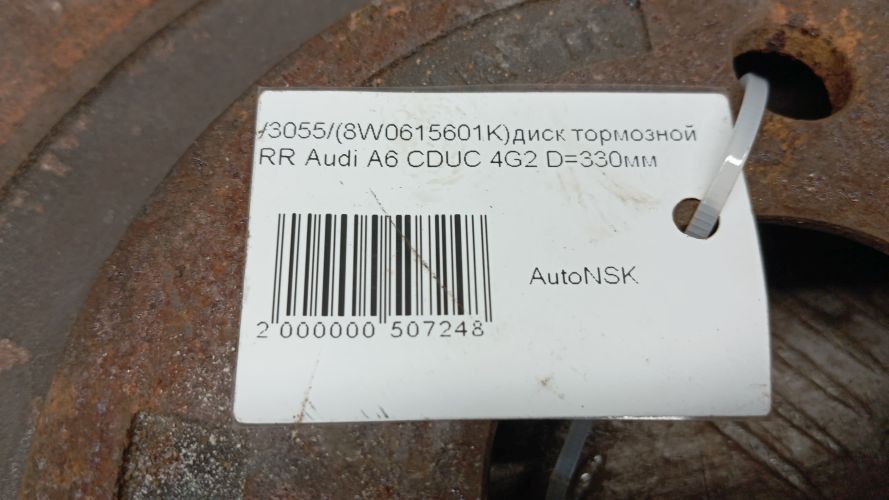 /3055/(8W0615601K)диск тормозной
RR Audi A6 CDUC 4G2 D=330мм
AutoNSK
2 000000 507248